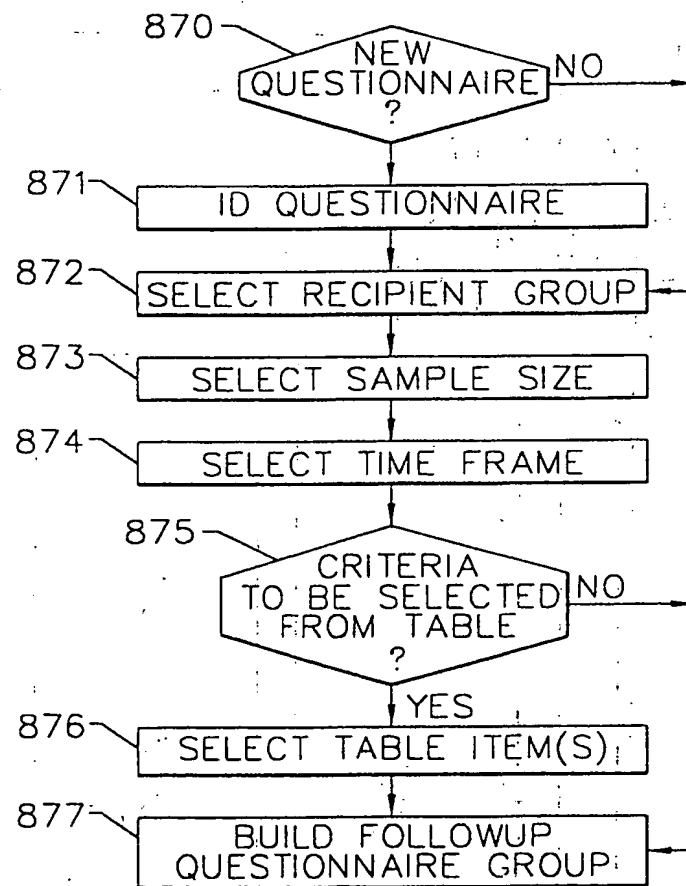 870
NEW
QUESTIONNAIRE
?
NO
871
ID QUESTIONNAIRE
872
SELECT RECIPIENT GROUP
873
SELECT SAMPLE SIZE
874
SELECT TIME FRAME
875
CRITERIA
TO BE SELECTED
FROM TABLE
?
NO
YES
876
SELECT TABLE ITEM(S)
877
BUILD FOLLOWUP
QUESTIONNAIRE GROUP